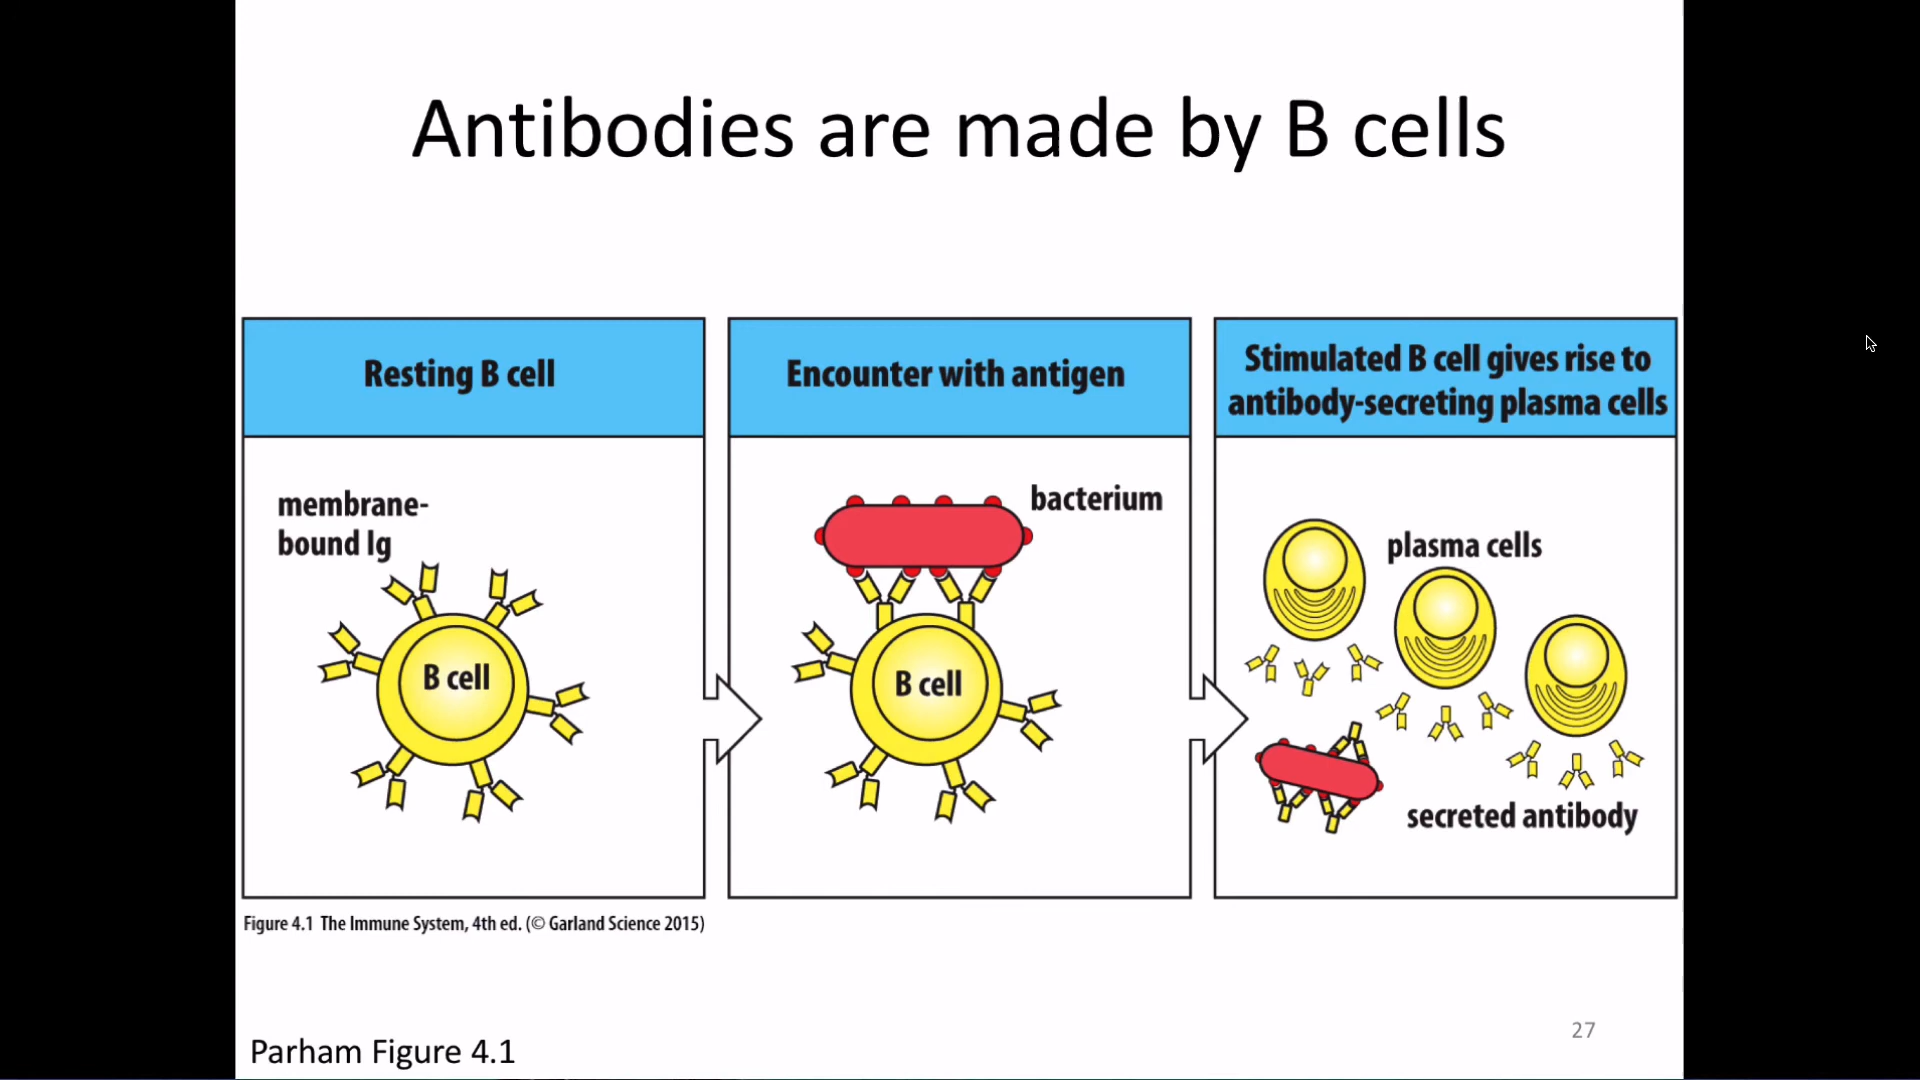 Antibodies are made by B cells
Resting B cell
membrane-
bound Ig
B cell
Encounter with antigen
bacterium
B cell
Stimulated B cell gives rise to
antibody-secreting plasma cells
plasma cells
secreted antibody
Figure 4.1 The Immune System, 4th ed. (© Garland Science 2015)
27
Parham Figure 4.1